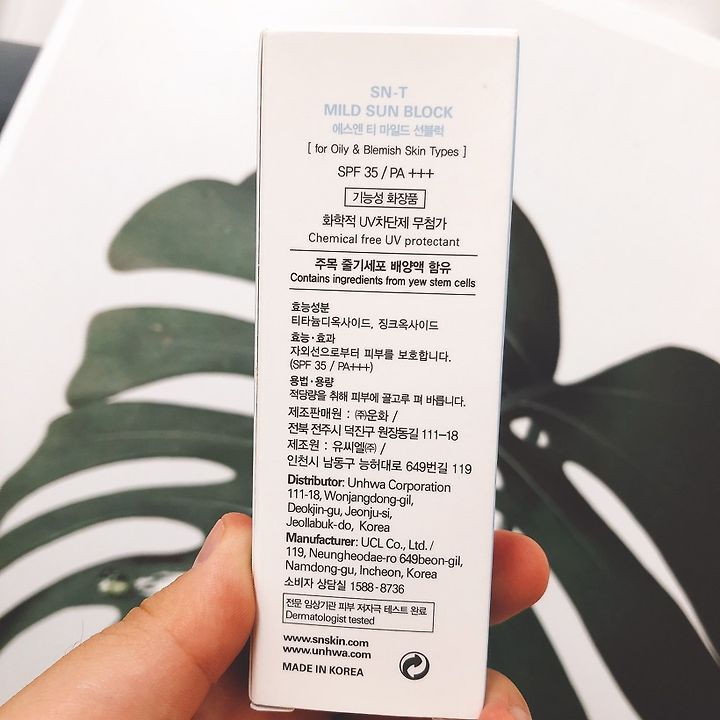 SN-T
MILD SUN BLOCK
에스엔 티 마일드 선블럭
[ for Oily & Blemish Skin Types ]
SPF 35 / PA +++
기능성 화장품
화학적 UV차단제 무첨가
Chemical free UV protectant
주목 줄기세포 배양액 함유
Contains ingredients from yew stem cells
효능성분
티타늄디옥사이드, 징크옥사이드
효능·효과
자외선으로부터 피부를 보호합니다.
(SPF 35 / PA+++)
용법·용량
적당량을 취해 피부에 골고루 펴 바릅니다.
제조판매원 : ㈜운화 /
전북 전주시 덕진구 원장동길 111-18
제조원 : 유씨엘㈜ /
인천시 남동구 능허대로 649번길 119
Distributor: Unhwa Corporation
111-18, Wonjangdong-gil,
Deokjin-gu, Jeonju-si,
Jeollabuk-do, Korea
Manufacturer: UCL Co., Ltd. /
119, Neungheodae-ro 649beon-gil,
Namdong-gu, Incheon, Korea
소비자 상담실 1588-8736
전문 임상기관 피부 저자극 테스트 완료
Dermatologist tested
www.snskin.com
www.unhwa.com
MADE IN KOREA